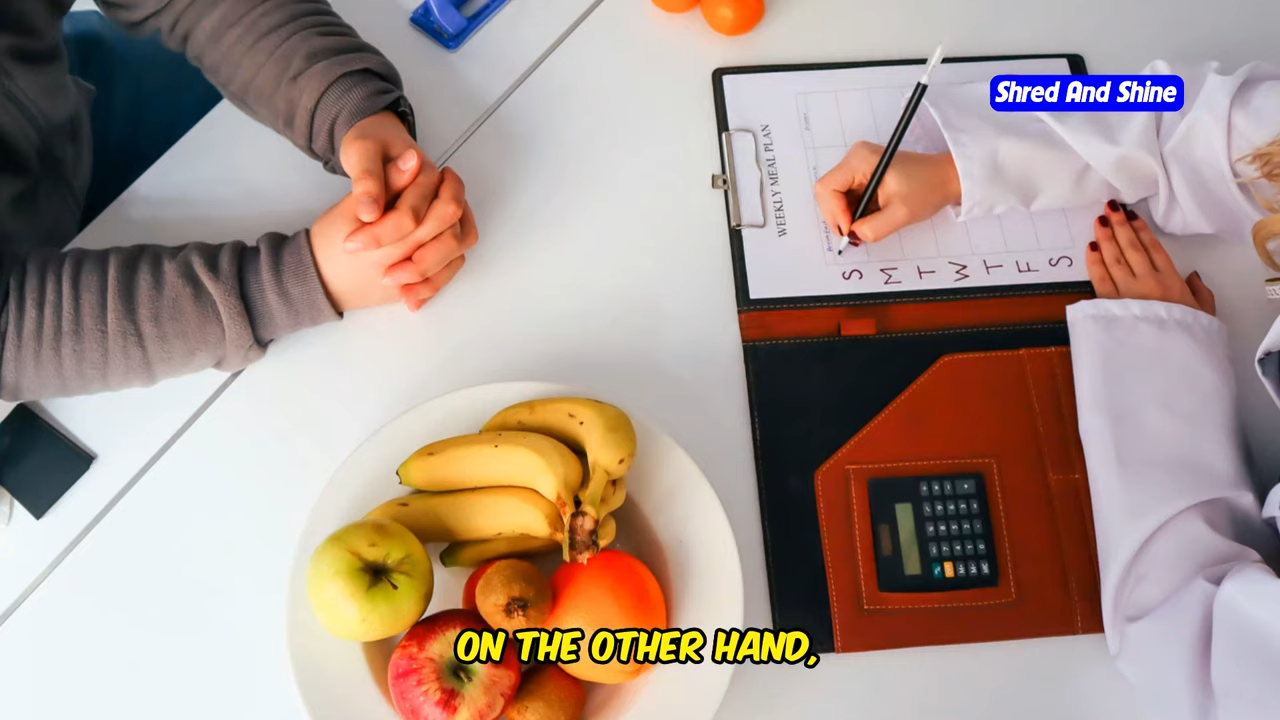 Shred And Shine
WEEKLY MEAL PLAN
S
M
T
W
T
F
S
ON THE OTHER HAND,